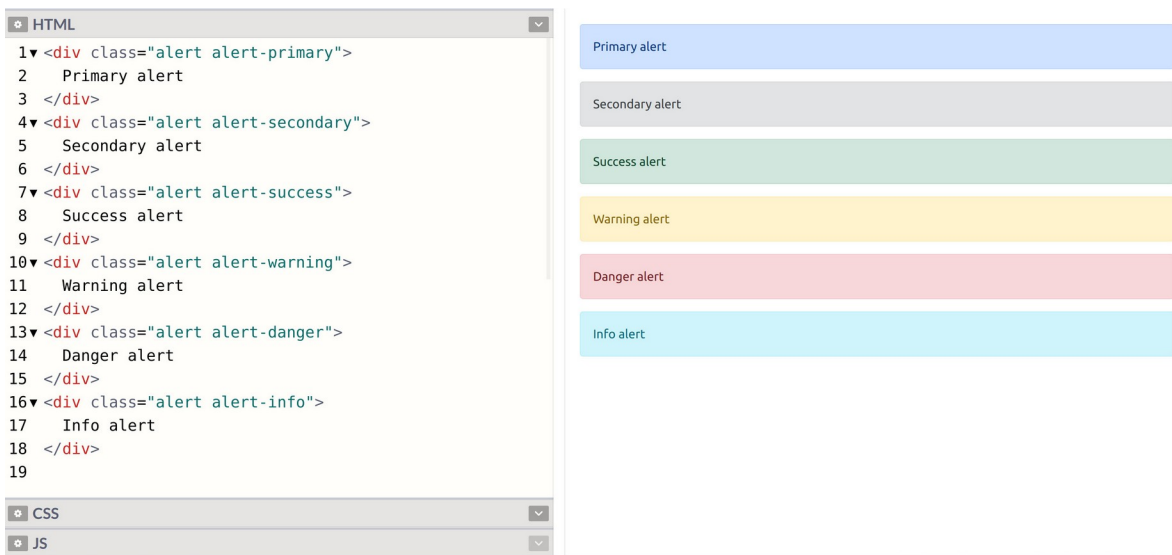 HTML
1 <div class="alert alert-primary">
2 Primary alert
3 </div>
4 <div class="alert alert-secondary">
5 Secondary alert
6 </div>
7 <div class="alert alert-success">
8 Success alert
9 </div>
10 <div class="alert alert-warning">
11 Warning alert
12 </div>
13 <div class="alert alert-danger">
14 Danger alert
15 </div>
16 <div class="alert alert-info">
17 Info alert
18 </div>
19
CSS
JS
Primary alert
Secondary alert
Success alert
Warning alert
Danger alert
Info alert